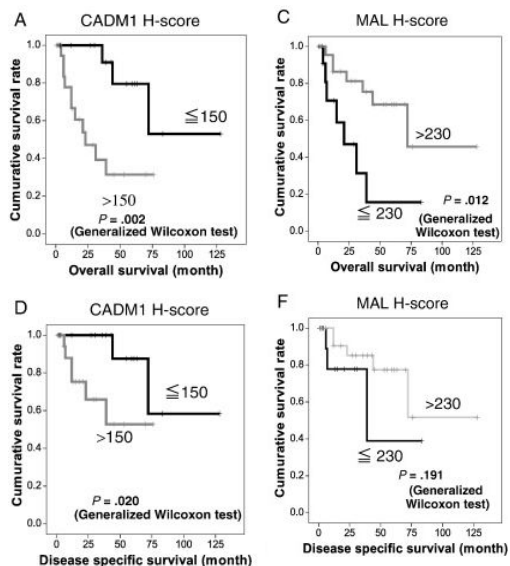 A
CADM1 H-score
Cumurative survival rate
1.0
0.8
0.6
0.4
0.2
0.0
≦150
>150
P = .002
(Generalized Wilcoxon test)
0 25 50 75 100 125
Overall survival (month)
C
MAL H-score
Cumurative survival rate
1.0
0.8
0.6
0.4
0.2
0.0
>230
P = .012
≦ 230
(Generalized
Wilcoxon test)
0 25 50 75 100 125
Overall survival (month)
D
CADM1 H-score
Cumurative survival rate
1.0
0.8
0.6
0.4
0.2
0.0
≦150
>150
P = .020
(Generalized Wilcoxon test)
0 25 50 75 100 125
Disease specific survival (month)
F
MAL H-score
Cumurative survival rate
1.0
0.8
0.6
0.4
0.2
0.0
>230
≦ 230
P = .191
(Generalized
Wilcoxon test)
0 25 50 75 100 125
Disease specific survival (month)